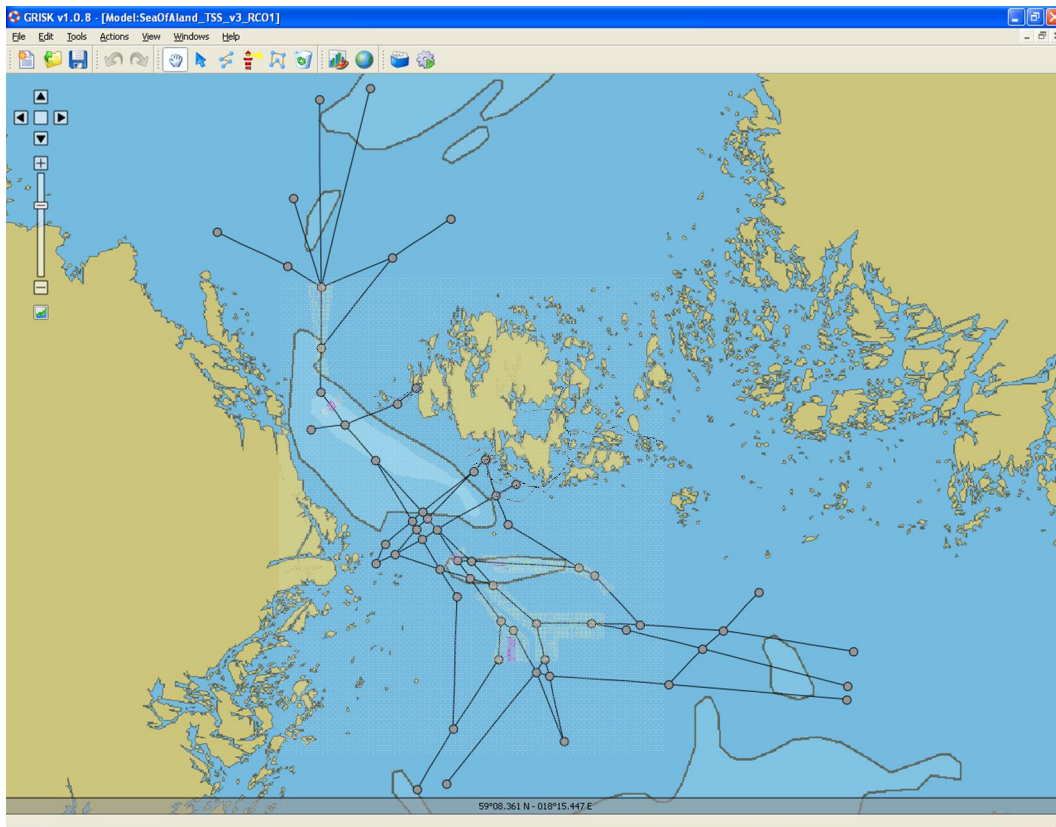 GRISK v1.0.8 - [Model:SeaOfAland_TSS_v3_RCO1]
File Edit Tools Actions View Windows Help
59°08.361 N - 018°15.447 E